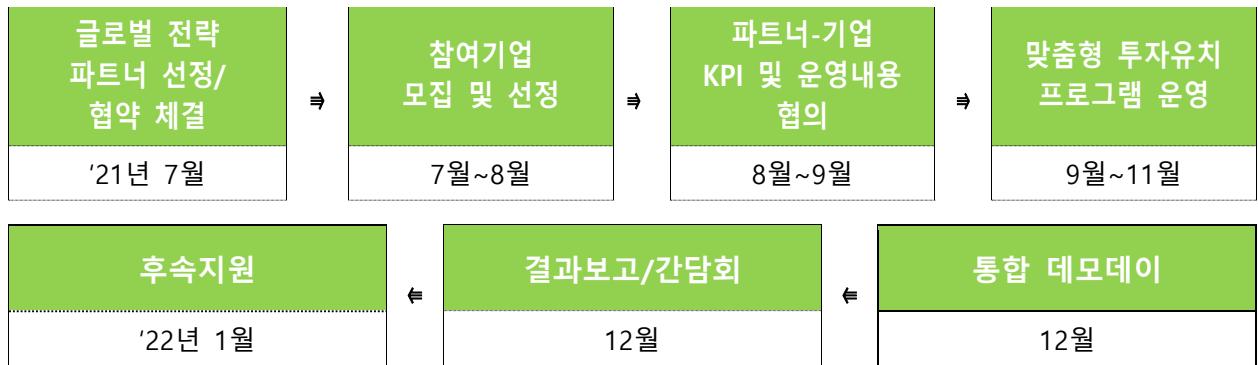 글로벌 전략
파트너 선정/
협약 체결
⇛
참여기업
모집 및 선정
⇛
파트너-기업
KPI 및 운영내용
협의
⇛
맞춤형 투자유치
프로그램 운영
'21년 7월
7월~8월
8월~9월
9월~11월
후속지원
⇚
결과보고/간담회
⇚
통합 데모데이
'22년 1월
12월
12월